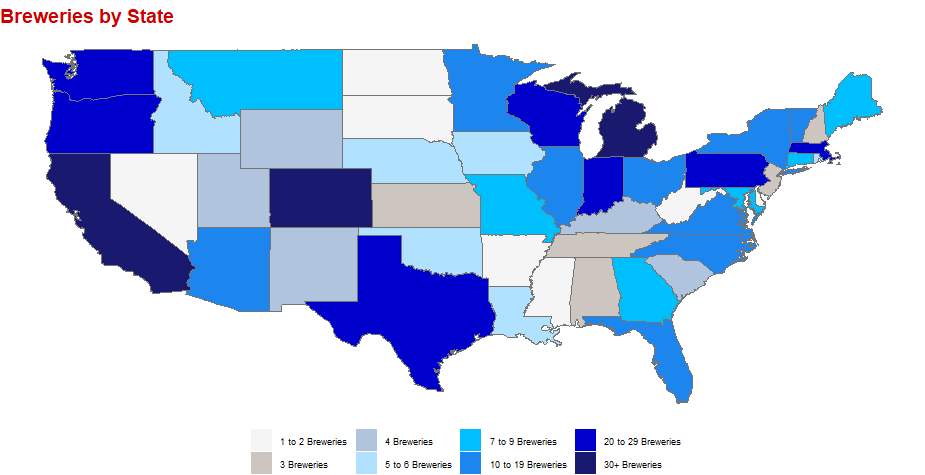 Breweries by State
1 to 2 Breweries
4 Breweries
7 to 9 Breweries
20 to 29 Breweries
3 Breweries
5 to 6 Breweries
10 to 19 Breweries
30+ Breweries